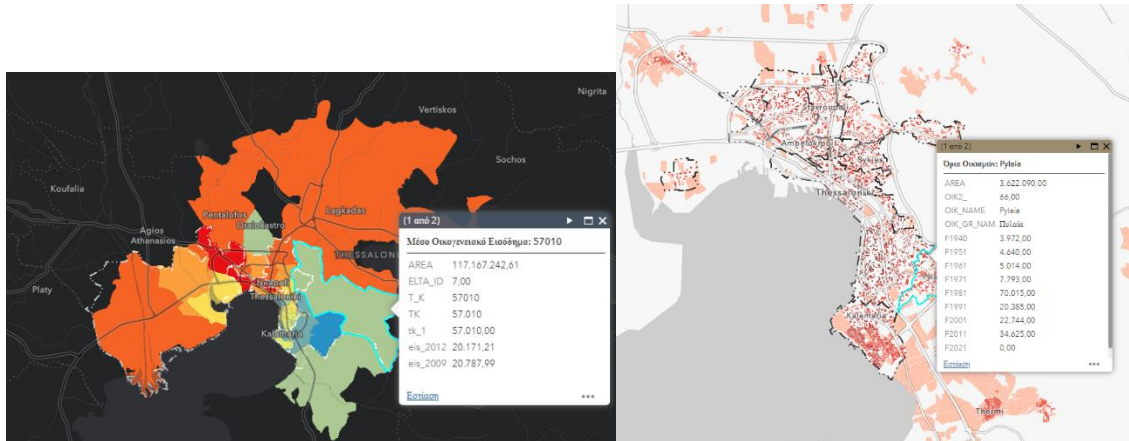 Nigrita
Vertiskos
Sochos
Koufalia
Lagkadas
Pentalofos
Oraiokastro
Agios
Athanasios
THESSALONI
Platy
Neapoli
Thessaloniki
Kalamaria
(1 από 2)
Μέσο Οικογενειακό Εισόδημα: 57010
AREA 117.167.242,61
ELTA_ID 7,00
T_K 57010
TK 57.010
tk_1 57.010,00
eis_2012 20.171,21
eis_2009 20.787,99
Εστίαση
Stavroupoli
Ampelokipoi
Sykies
Thessaloniki
Kalamaria
Thermi
(1 από 2)
Όρια Οικισμών: Pylaia
AREA 3.622.090,00
OIK2_ 66,00
OIK_NAME Pylaia
OIK_GR_NAM Πυλαία
F1940 3.972,00
F1951 4.640,00
F1961 5.014,00
F1971 7.793,00
F1981 70.015,00
F1991 20.385,00
F2001 22.744,00
F2011 34.625,00
F2021 0,00
Εστίαση